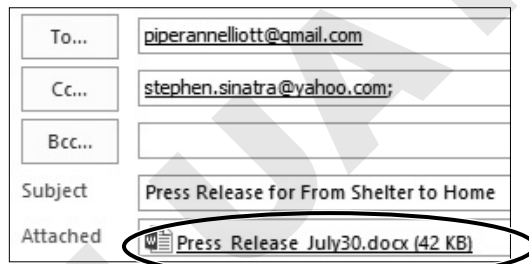 To... piperannelliott@gmail.com
Cc... stephen.sinatra@yahoo.com;
Bcc...
Subject Press Release for From Shelter to Home
Attached Press_Release_July30.docx (42 KB)